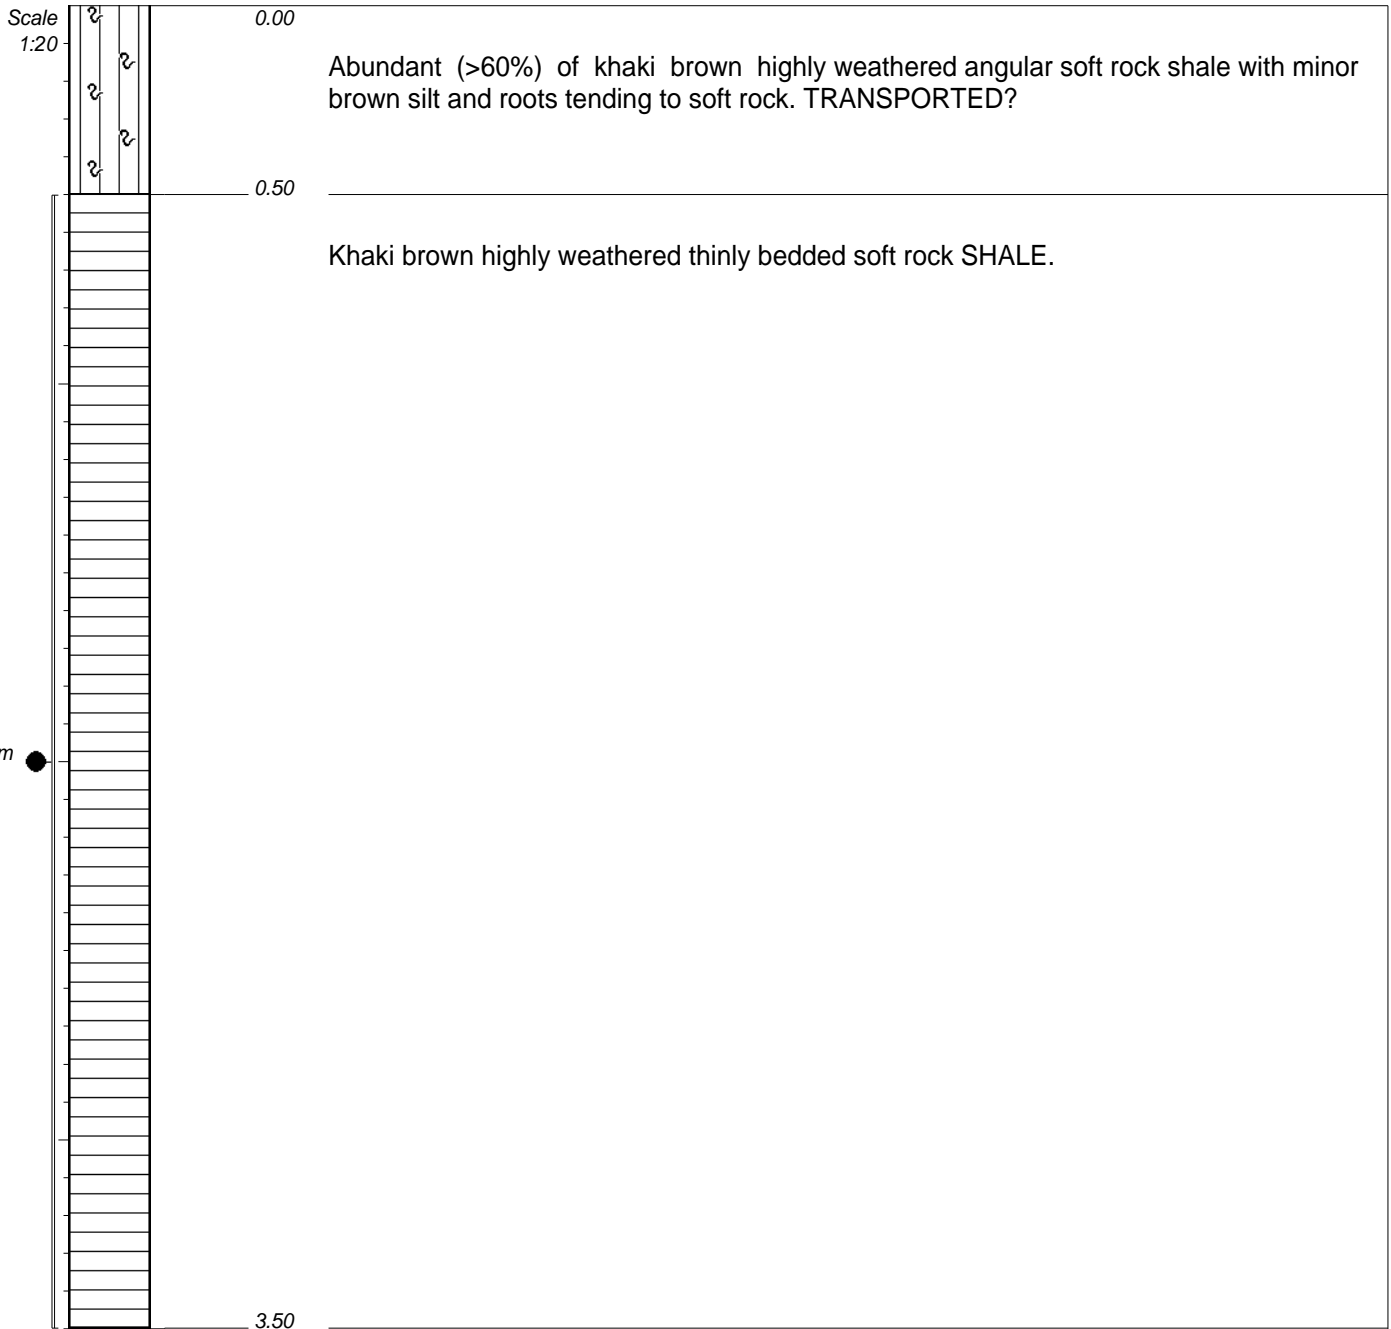 Scale
1:20
0.00
Abundant (>60%) of khaki brown highly weathered angular soft rock shale with minor
brown silt and roots tending to soft rock. TRANSPORTED?
0.50
Khaki brown highly weathered thinly bedded soft rock SHALE.
m
3.50